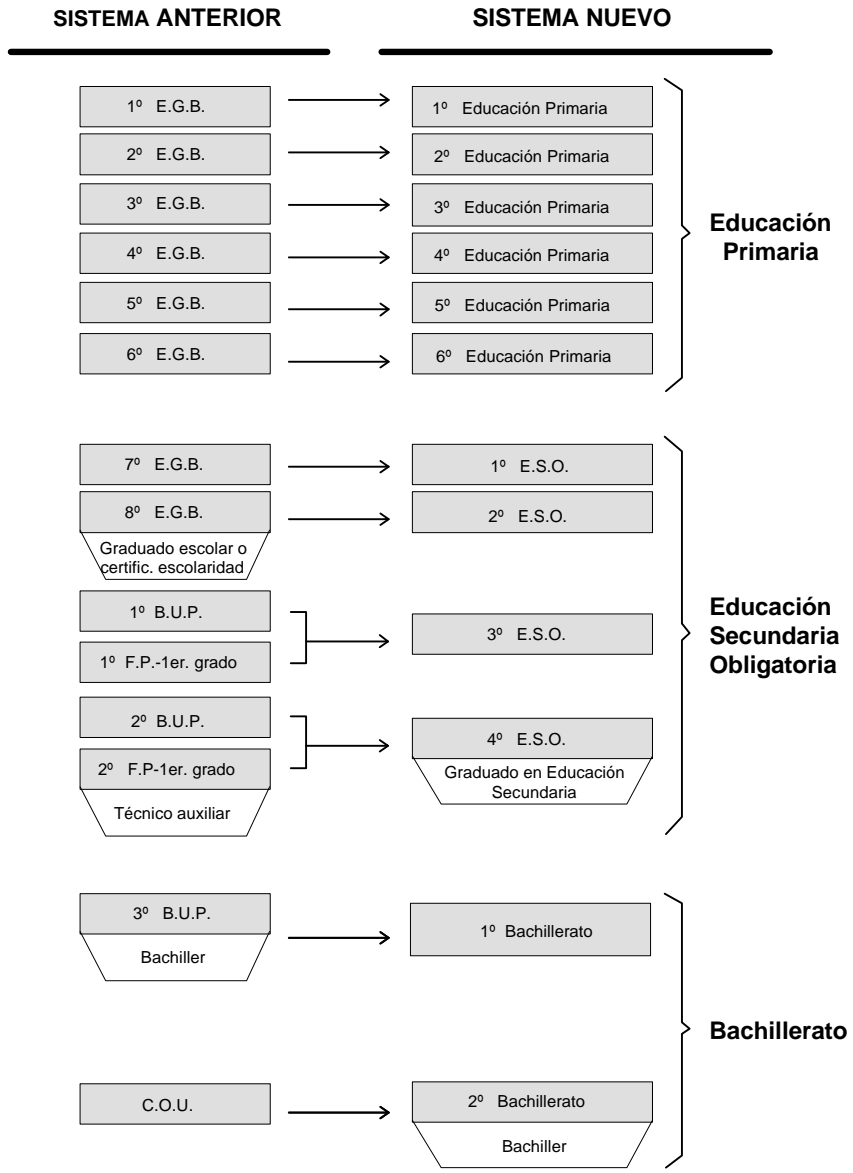 SISTEMA ANTERIOR SISTEMA NUEVO
1º E.G.B. 1º Educación Primaria
2º E.G.B. 2º Educación Primaria
3º E.G.B. 3º Educación Primaria
4º E.G.B. 4º Educación Primaria
5º E.G.B. 5º Educación Primaria
6º E.G.B. 6º Educación Primaria
Educación
Primaria
7º E.G.B. 1º E.S.O.
8º E.G.B. 2º E.S.O.
Graduado escolar o
certific. escolaridad
1º B.U.P.
1º F.P.-1er. grado
3º E.S.O.
2º B.U.P.
2º F.P-1er. grado
Técnico auxiliar
4º E.S.O.
Graduado en Educación
Secundaria
Educación
Secundaria
Obligatoria
3º B.U.P.
Bachiller
1º Bachillerato
C.O.U. 2º Bachillerato
Bachiller
Bachillerato